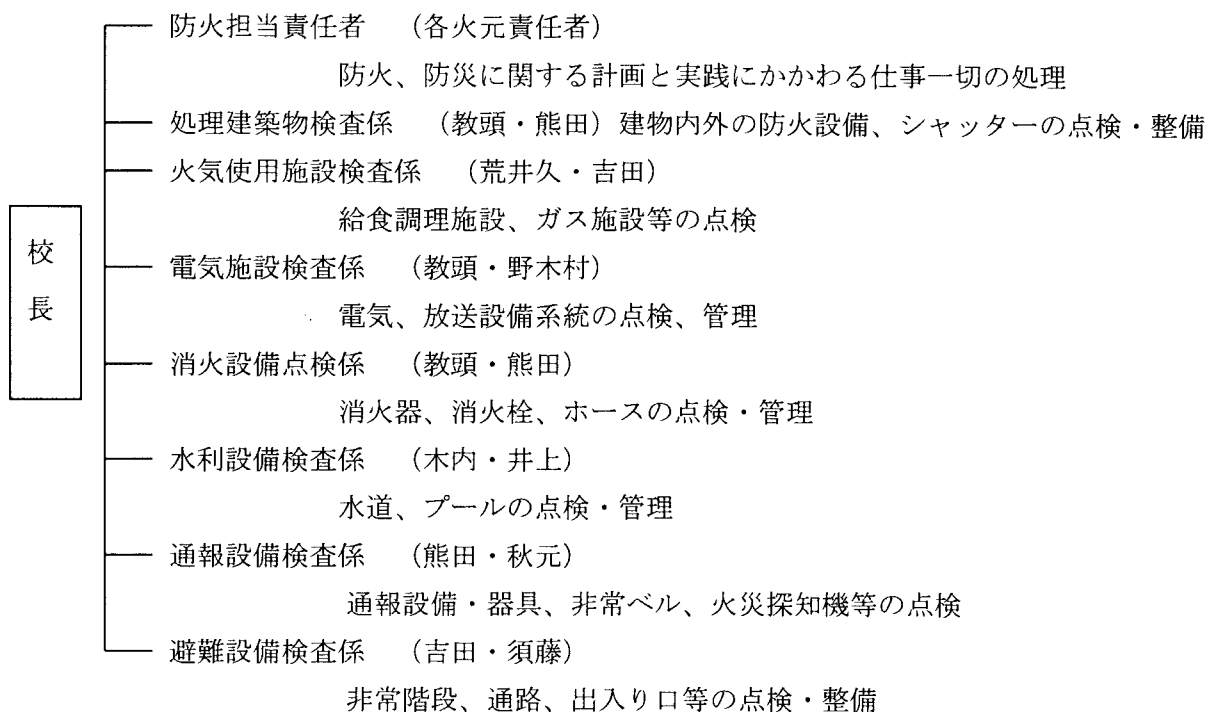 防火担当責任者　（各火元責任者）
防火、防災に関する計画と実践にかかわる仕事一切の処理
処理建築物検査係　（教頭・熊田）建物内外の防火設備、シャッターの点検・整備
火気使用施設検査係　（荒井久・吉田）
給食調理施設、ガス施設等の点検
校長
電気施設検査係　（教頭・野木村）
電気、放送設備系統の点検、管理
消火設備点検係　（教頭・熊田）
消火器、消火栓、ホースの点検・管理
水利設備検査係　（木内・井上）
水道、プールの点検・管理
通報設備検査係　（熊田・秋元）
通報設備・器具、非常ベル、火災探知機等の点検
避難設備検査係　（吉田・須藤）
非常階段、通路、出入り口等の点検・整備